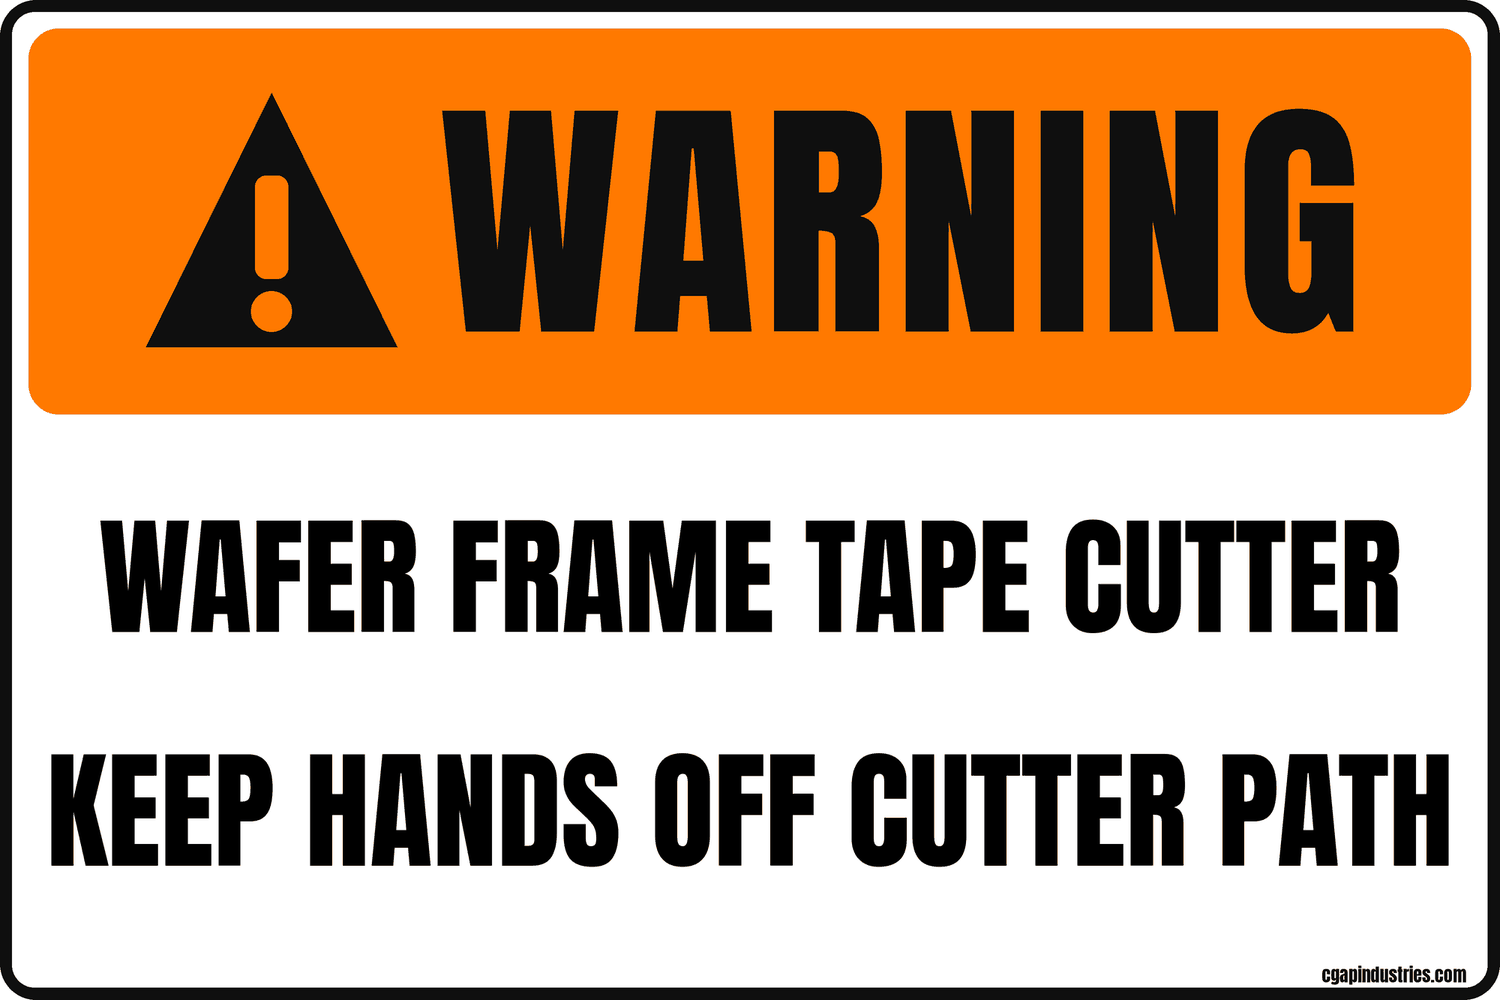 WARNING
WAFER FRAME TAPE CUTTER
KEEP HANDS OFF CUTTER PATH
cgapindustries.com